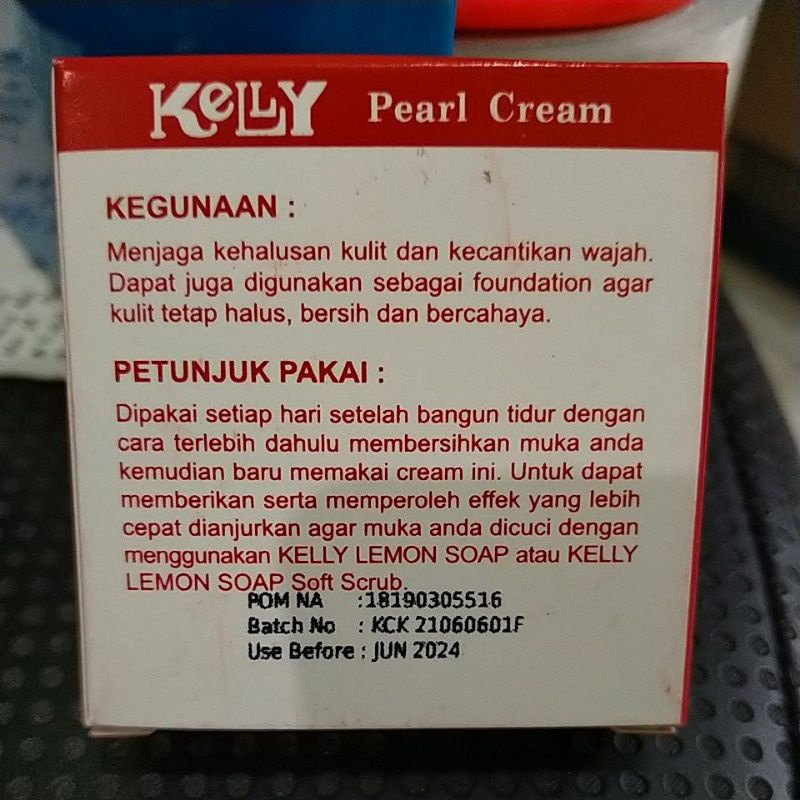 KELLY Pearl Cream
KEGUNAAN :
Menjaga kehalusan kulit dan kecantikan wajah.
Dapat juga digunakan sebagai foundation agar
kulit tetap halus, bersih dan bercahaya.
PETUNJUK PAKAI :
Dipakai setiap hari setelah bangun tidur dengan
cara terlebih dahulu membersihkan muka anda
kemudian baru memakai cream ini. Untuk dapat
memberikan serta memperoleh effek yang lebih
cepat dianjurkan agar muka anda dicuci dengan
menggunakan KELLY LEMON SOAP atau KELLY
LEMON SOAP Soft Scrub.
POM NA :18190305516
Batch No : KCK 21060601F
Use Before : JUN 2024